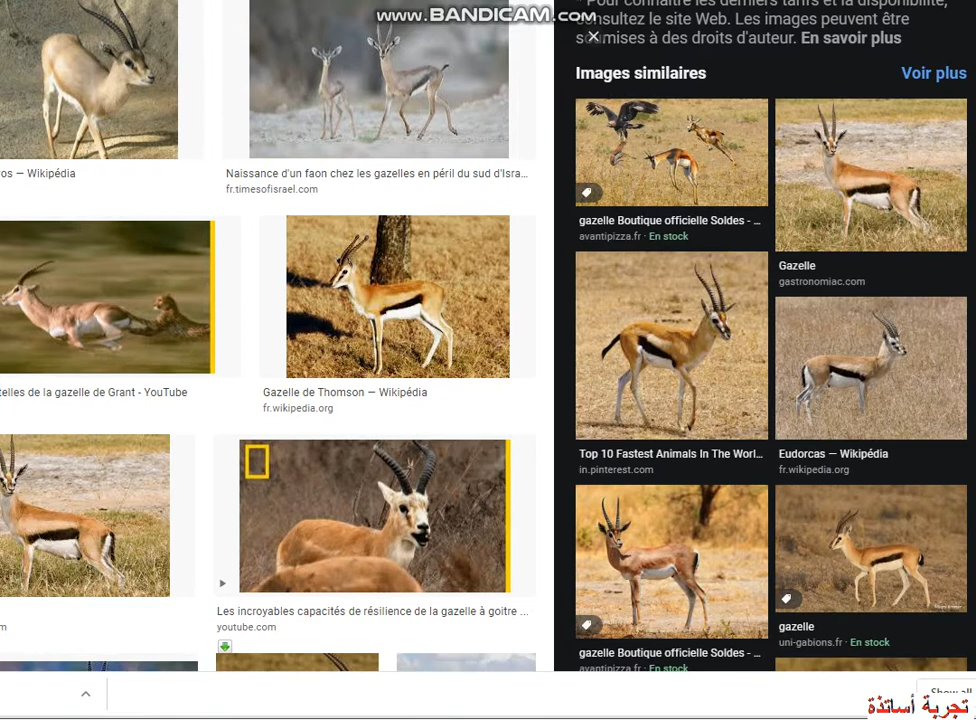 www.BANDICAM.com
* Pour connaître les derniers tarifs et la disponibilité,
consultez le site Web. Les images peuvent être
soumises à des droits d'auteur. En savoir plus
Images similaires
Voir plus
os — Wikipédia
Naissance d'un faon chez les gazelles en péril du sud d'Isra...
fr.timesofisrael.com
gazelle Boutique officielle Soldes - ...
avantipizza.fr · En stock
Gazelle
gastronomiac.com
telles de la gazelle de Grant - YouTube
Gazelle de Thomson — Wikipédia
fr.wikipedia.org
Top 10 Fastest Animals In The Worl...
in.pinterest.com
Eudorcas — Wikipédia
fr.wikipedia.org
Les incroyables capacités de résilience de la gazelle à goitre ...
youtube.com
m
gazelle Boutique officielle Soldes - ...
avantipizza.fr · En stock
gazelle
uni-gabions.fr · En stock
Show all
تجربة أساتذة